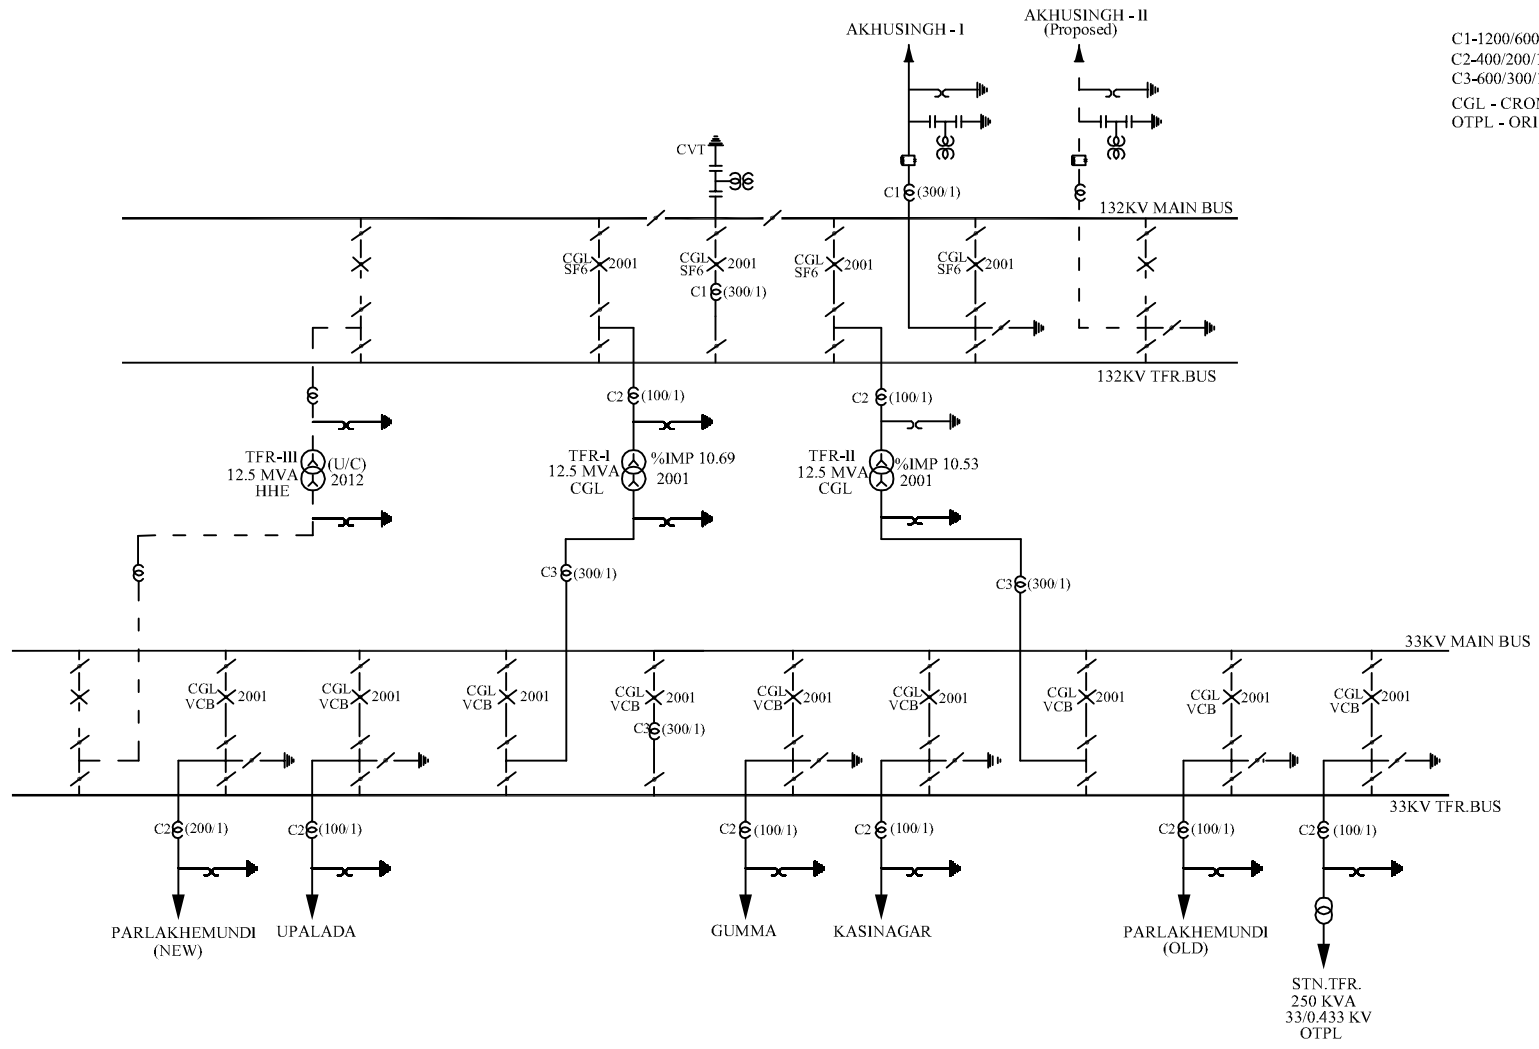 AKHUSINGH - I
AKHUSINGH - II
(Proposed)
C1-1200/600
C2-400/200/
C3-600/300/
CGL - CRO
OTPL - ORI
CVT
C1 (300/1)
132KV MAIN BUS
CGL
SF6
2001
CGL
SF6
2001
C1 (300/1)
CGL
SF6
2001
CGL
SF6
2001
132KV TFR.BUS
C2 (100/1)
C2 (100/1)
TFR-III
12.5 MVA
HHE
(U/C)
2012
TFR-I
12.5 MVA
CGL
%IMP 10.69
2001
TFR-II
12.5 MVA
CGL
%IMP 10.53
2001
C3 (300/1)
C3 (300/1)
33KV MAIN BUS
CGL
VCB
2001
CGL
VCB
2001
CGL
VCB
2001
CGL
VCB
2001
C3 (300/1)
CGL
VCB
2001
CGL
VCB
2001
CGL
VCB
2001
CGL
VCB
2001
CGL
VCB
2001
33KV TFR.BUS
C2 (200/1)
C2 (100/1)
C2 (100/1)
C2 (100/1)
C2 (100/1)
C2 (100/1)
PARLAKHEMUNDI
(NEW)
UPALADA
GUMMA
KASINAGAR
PARLAKHEMUNDI
(OLD)
STN.TFR.
250 KVA
33/0.433 KV
OTPL